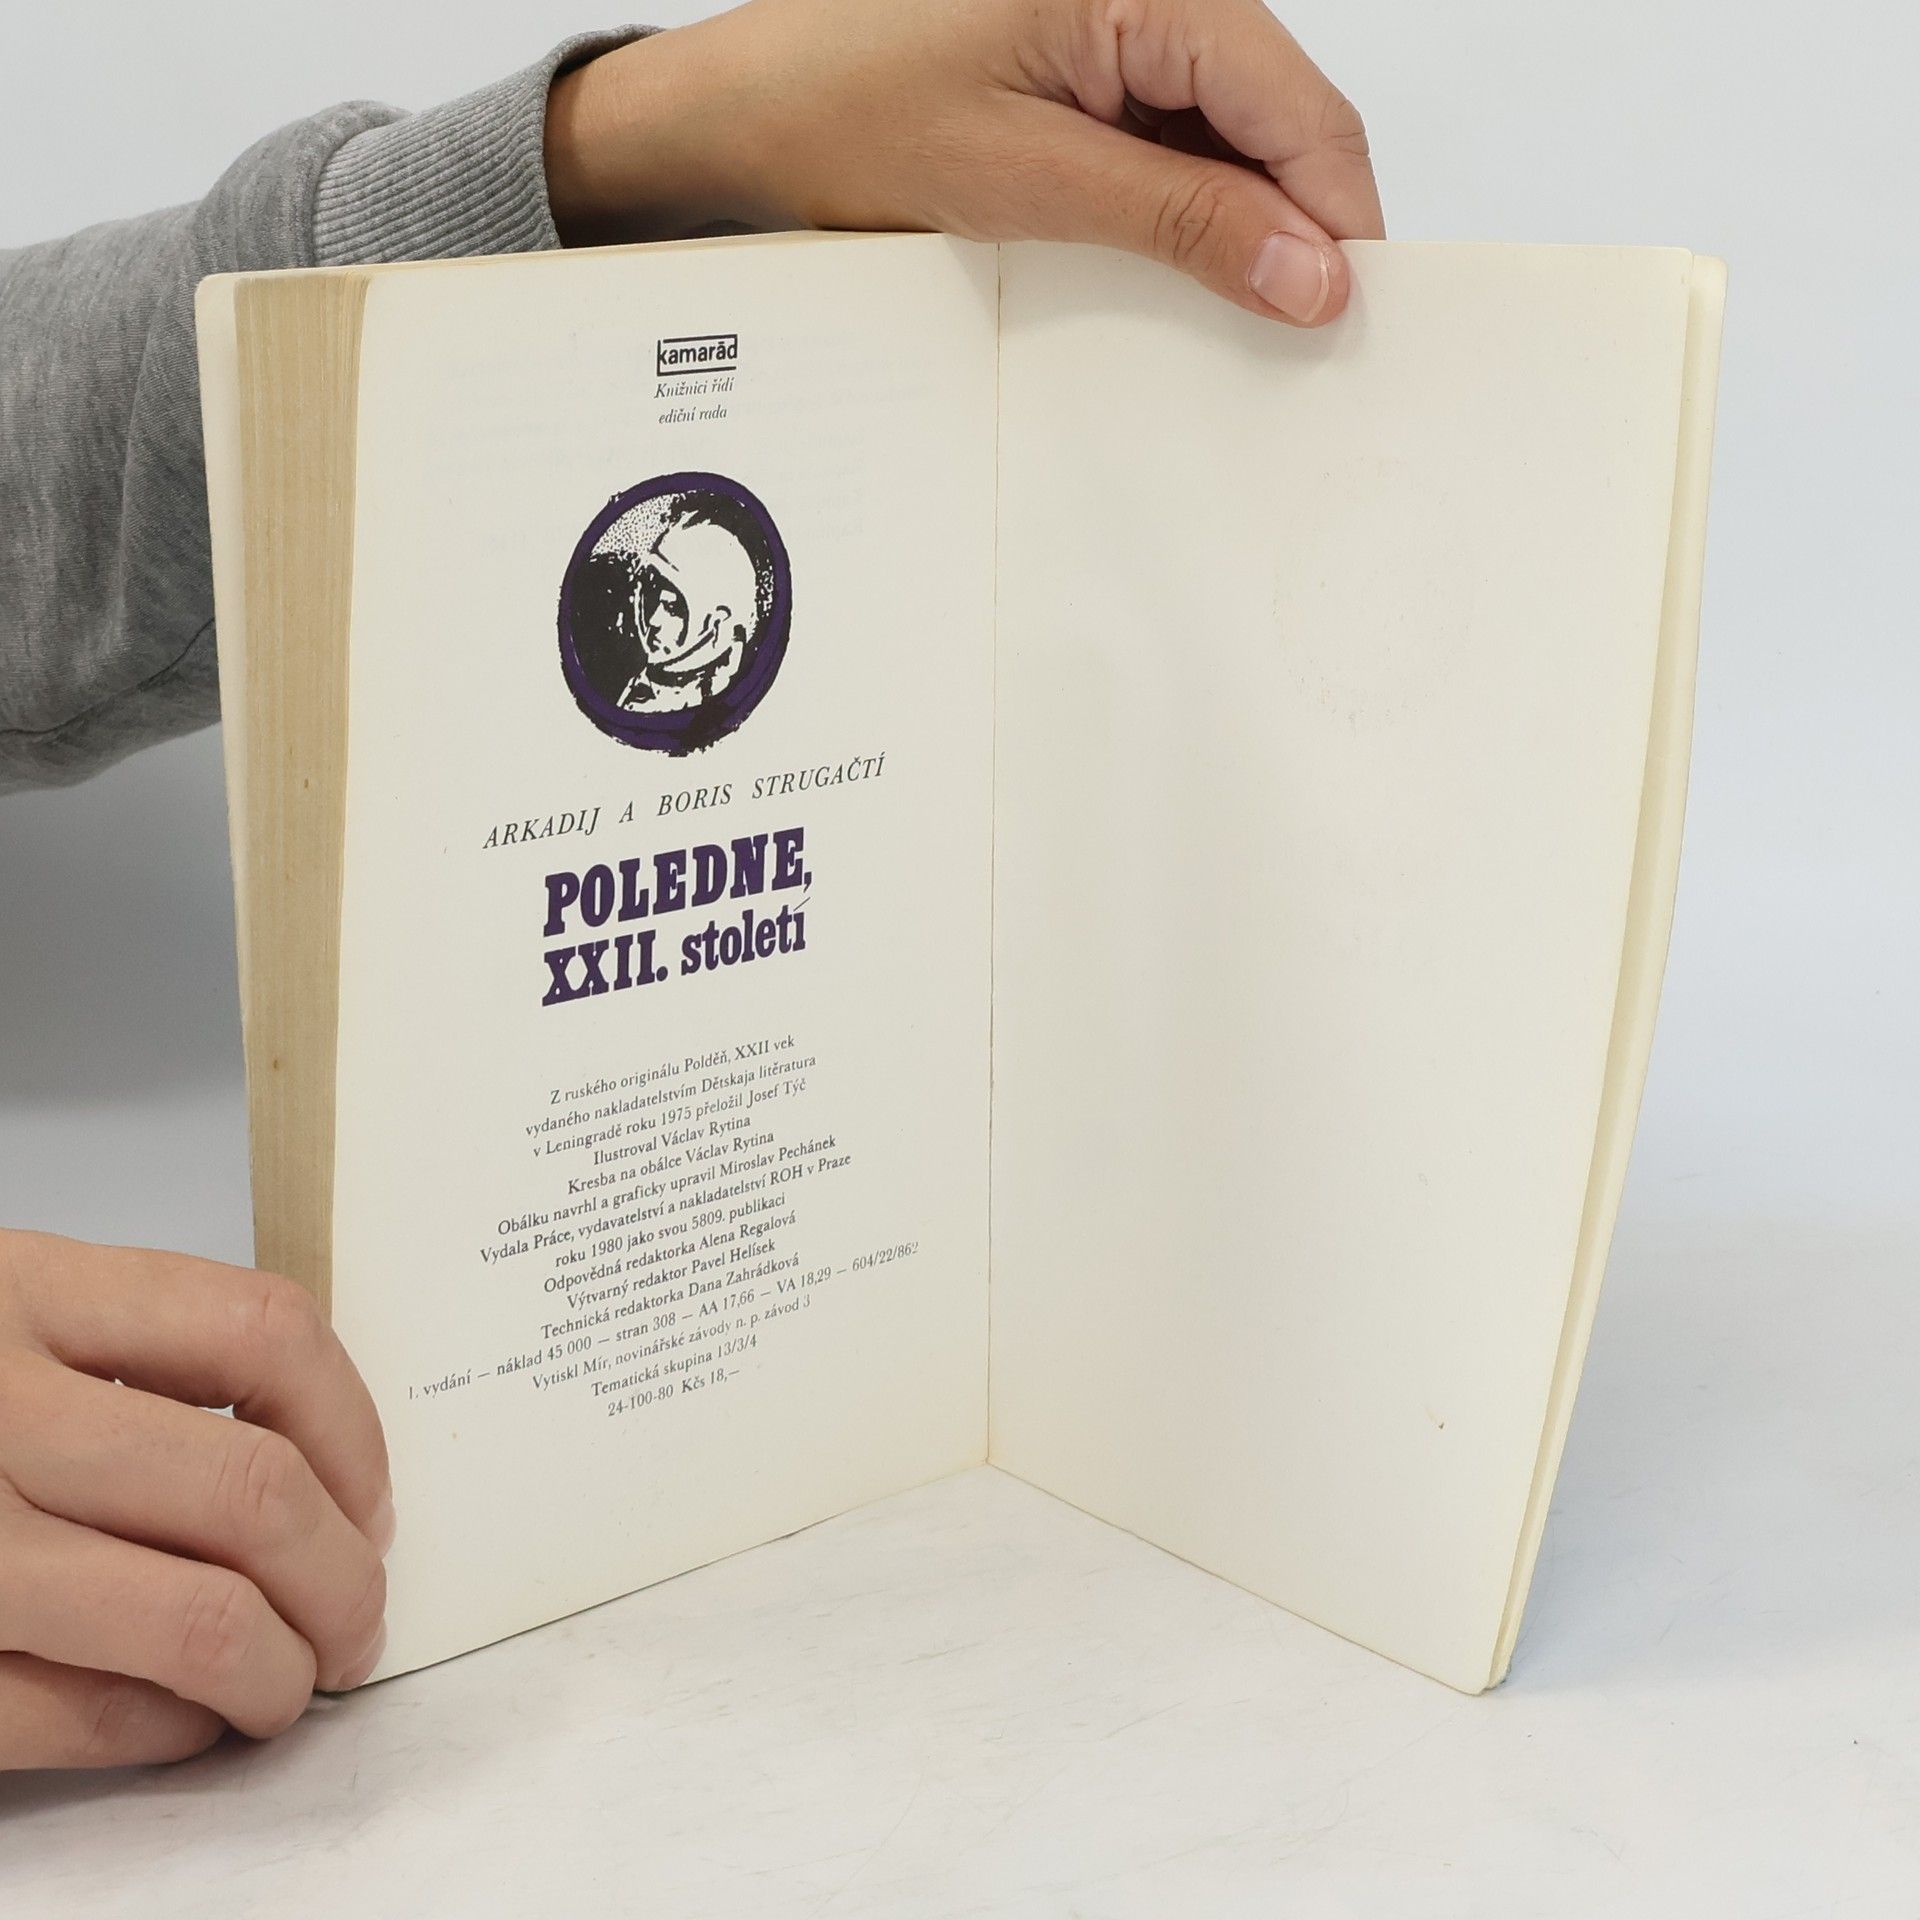 kamarád
Knižnici řídí
ediční rada
ARKADIJ A BORIS STRUGAČTÍ
POLEDNE,
XXII. století
Z ruského originálu Polděň, XXII vek
vydaného nakladatelstvím Dětskaja litěratura
v Leningradě roku 1975 přeložil Josef Týč
Ilustroval Václav Rytina
Kresba na obálce Václav Rytina
Obálku navrhl a graficky upravil Miroslav Pechánek
Vydala Práce, vydavatelství a nakladatelství ROH v Praze
roku 1980 jako svou 5809. publikaci
Odpovědná redaktorka Alena Regalová
Výtvarný redaktor Pavel Helísek
Technická redaktorka Dana Zahrádková
1. vydání — náklad 45 000 — stran 308 — AA 17,66 — VA 18,29 — 604/22/862
Vytiskl Mír, novinářské závody n. p. závod 3
Tematická skupina 13/3/4
24-100-80 Kčs 18,—